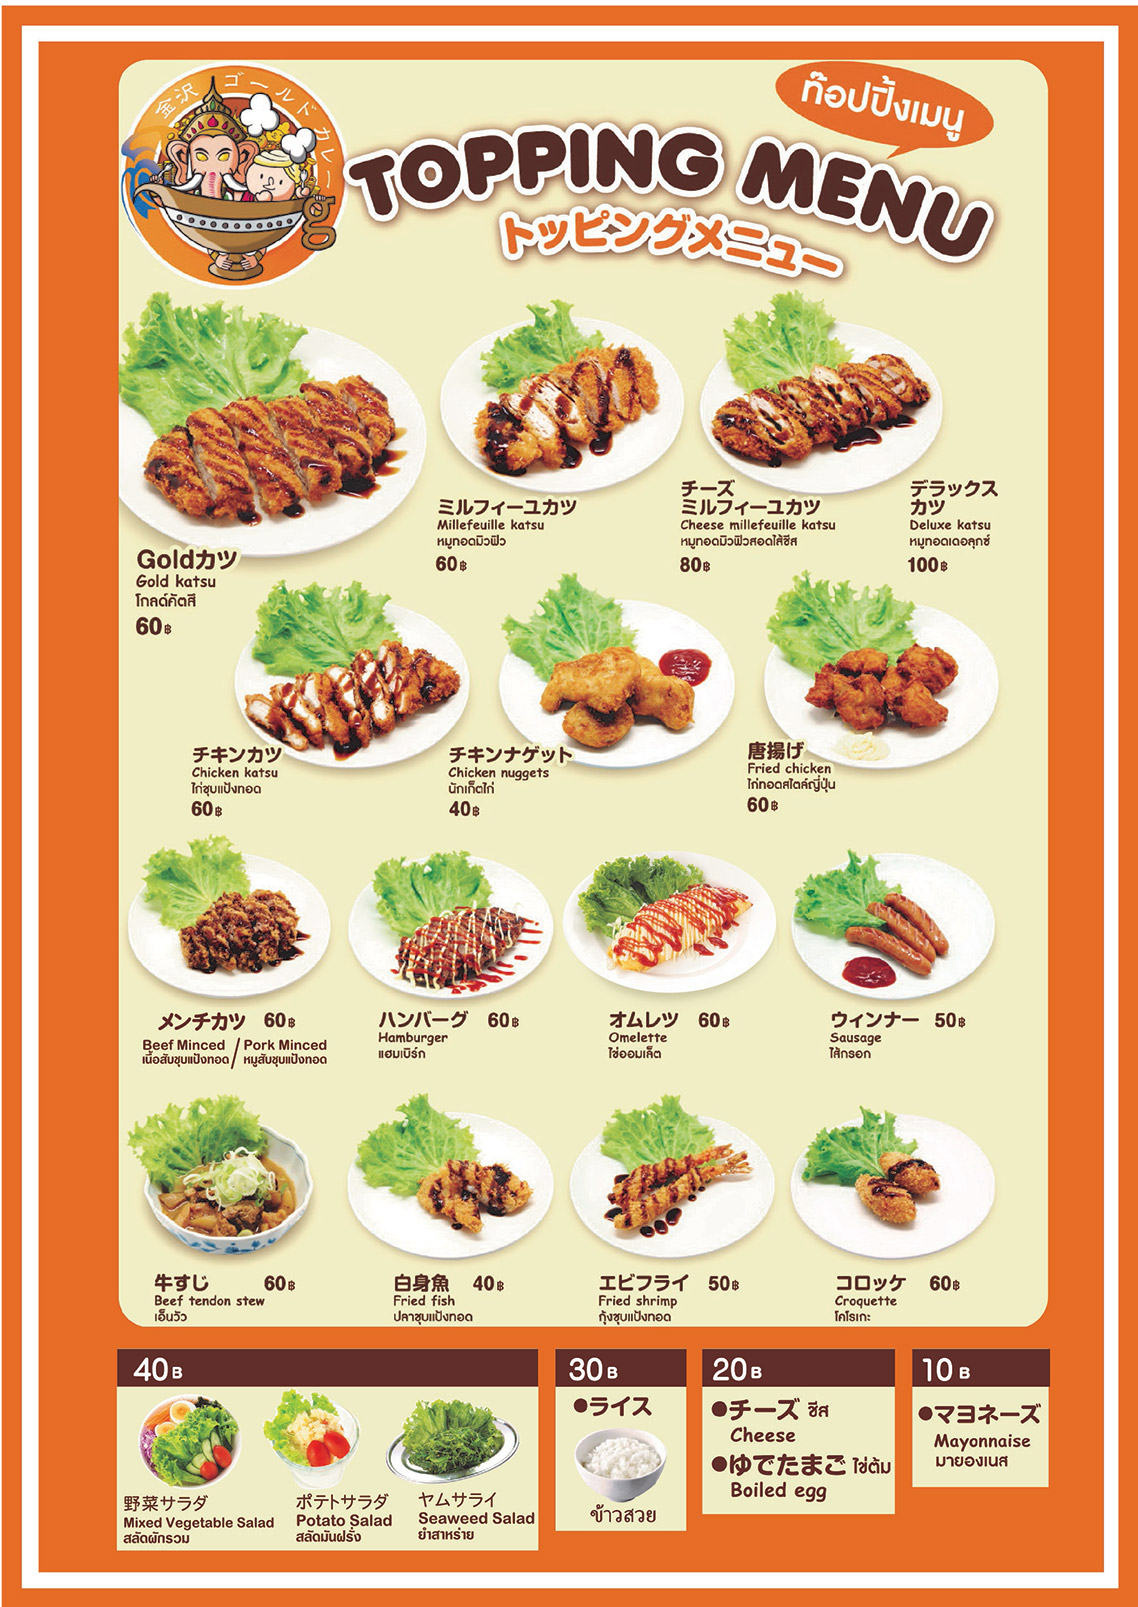 金沢ゴールドカレー
g
ท๊อปปิ้งเมนู
TOPPING MENU
トッピングメニュー
Goldカツ
Gold katsu
โกลด์คัตสึ
60฿
ミルフィーユカツ
Millefeuille katsu
หมูทอดมิวฟิว
60฿
チーズ
ミルフィーユカツ
Cheese millefeuille katsu
หมูทอดมิวฟิวสอดไส้ชีส
80฿
デラックス
カツ
Deluxe katsu
หมูทอดเดอลุกซ์
100฿
チキンカツ
Chicken katsu
ไก่ชุบแป้งทอด
60฿
チキンナゲット
Chicken nuggets
นักเก็ตไก่
40฿
唐揚げ
Fried chicken
ไก่ทอดสไตล์ญี่ปุ่น
60฿
メンチカツ 60฿
Beef Minced / Pork Minced
เนื้อสับชุบแป้งทอด / หมูสับชุบแป้งทอด
ハンバーグ 60฿
Hamburger
แฮมเบิร์ก
オムレツ 60฿
Omelette
ไข่ออมเล็ต
ウィンナー 50฿
Sausage
ไส้กรอก
牛すじ 60฿
Beef tendon stew
เอ็นวัว
白身魚 40฿
Fried fish
ปลาชุบแป้งทอด
エビフライ 50฿
Fried shrimp
กุ้งชุบแป้งทอด
コロッケ 60฿
Croquette
โคโรเกะ
40B
野菜サラダ
Mixed Vegetable Salad
สลัดผักรวม
ポテトサラダ
Potato Salad
สลัดมันฝรั่ง
ヤムサライ
Seaweed Salad
ยำสาหร่าย
30B
●ライス
ข้าวสวย
20B
●チーズ ชีส
Cheese
●ゆでたまご ไข่ต้ม
Boiled egg
10B
●マヨネーズ
Mayonnaise
มายองเนส